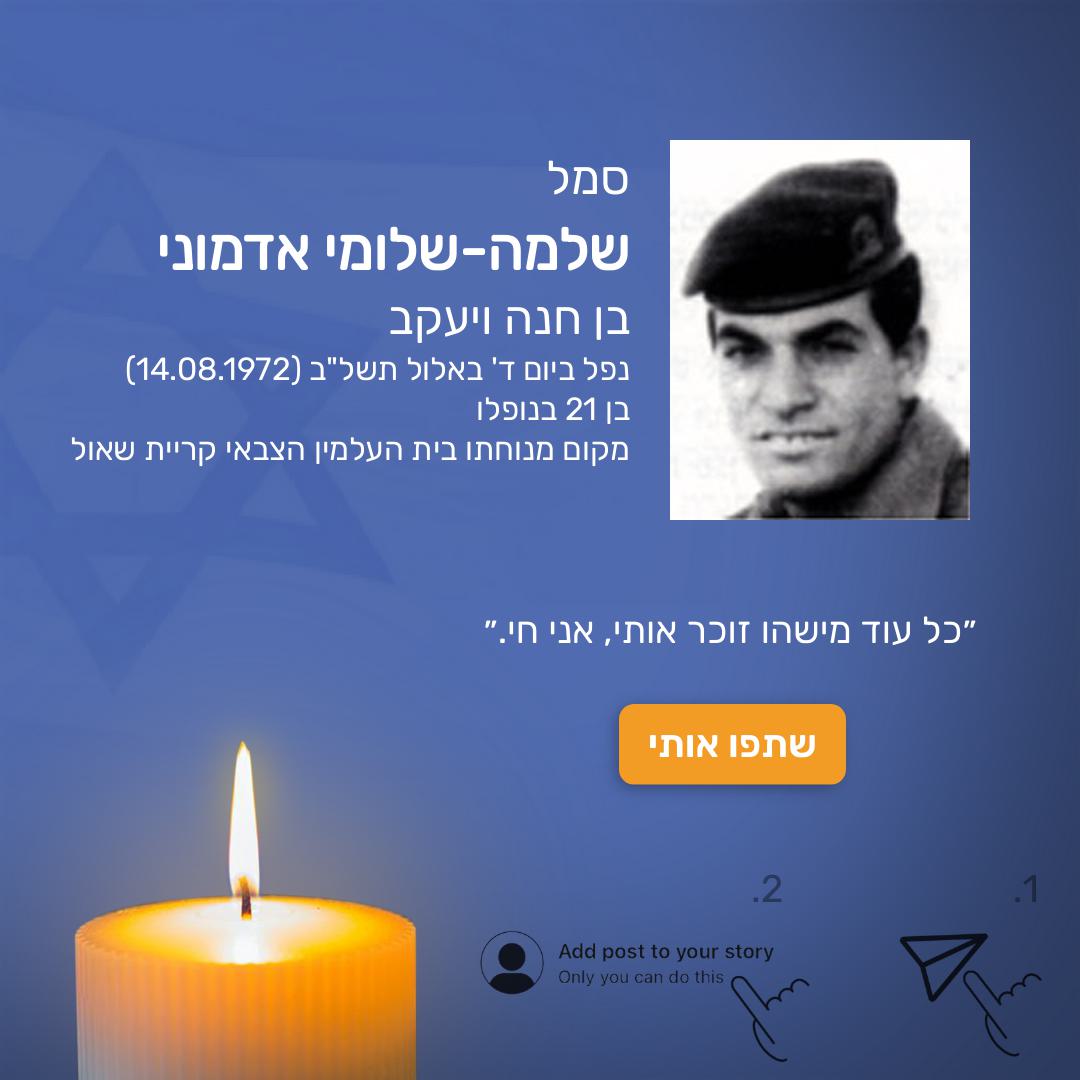 סמל
שלמה-שלומי אדמוני
בן חנה ויעקב
נפל ביום ד' באלול תשל"ב (14.08.1972)
בן 21 בנופלו
מקום מנוחתו בית העלמין הצבאי קריית שאול
״כל עוד מישהו זוכר אותי, אני חי.״
שתפו אותי
1.
2.
Add post to your story
Only you can do this